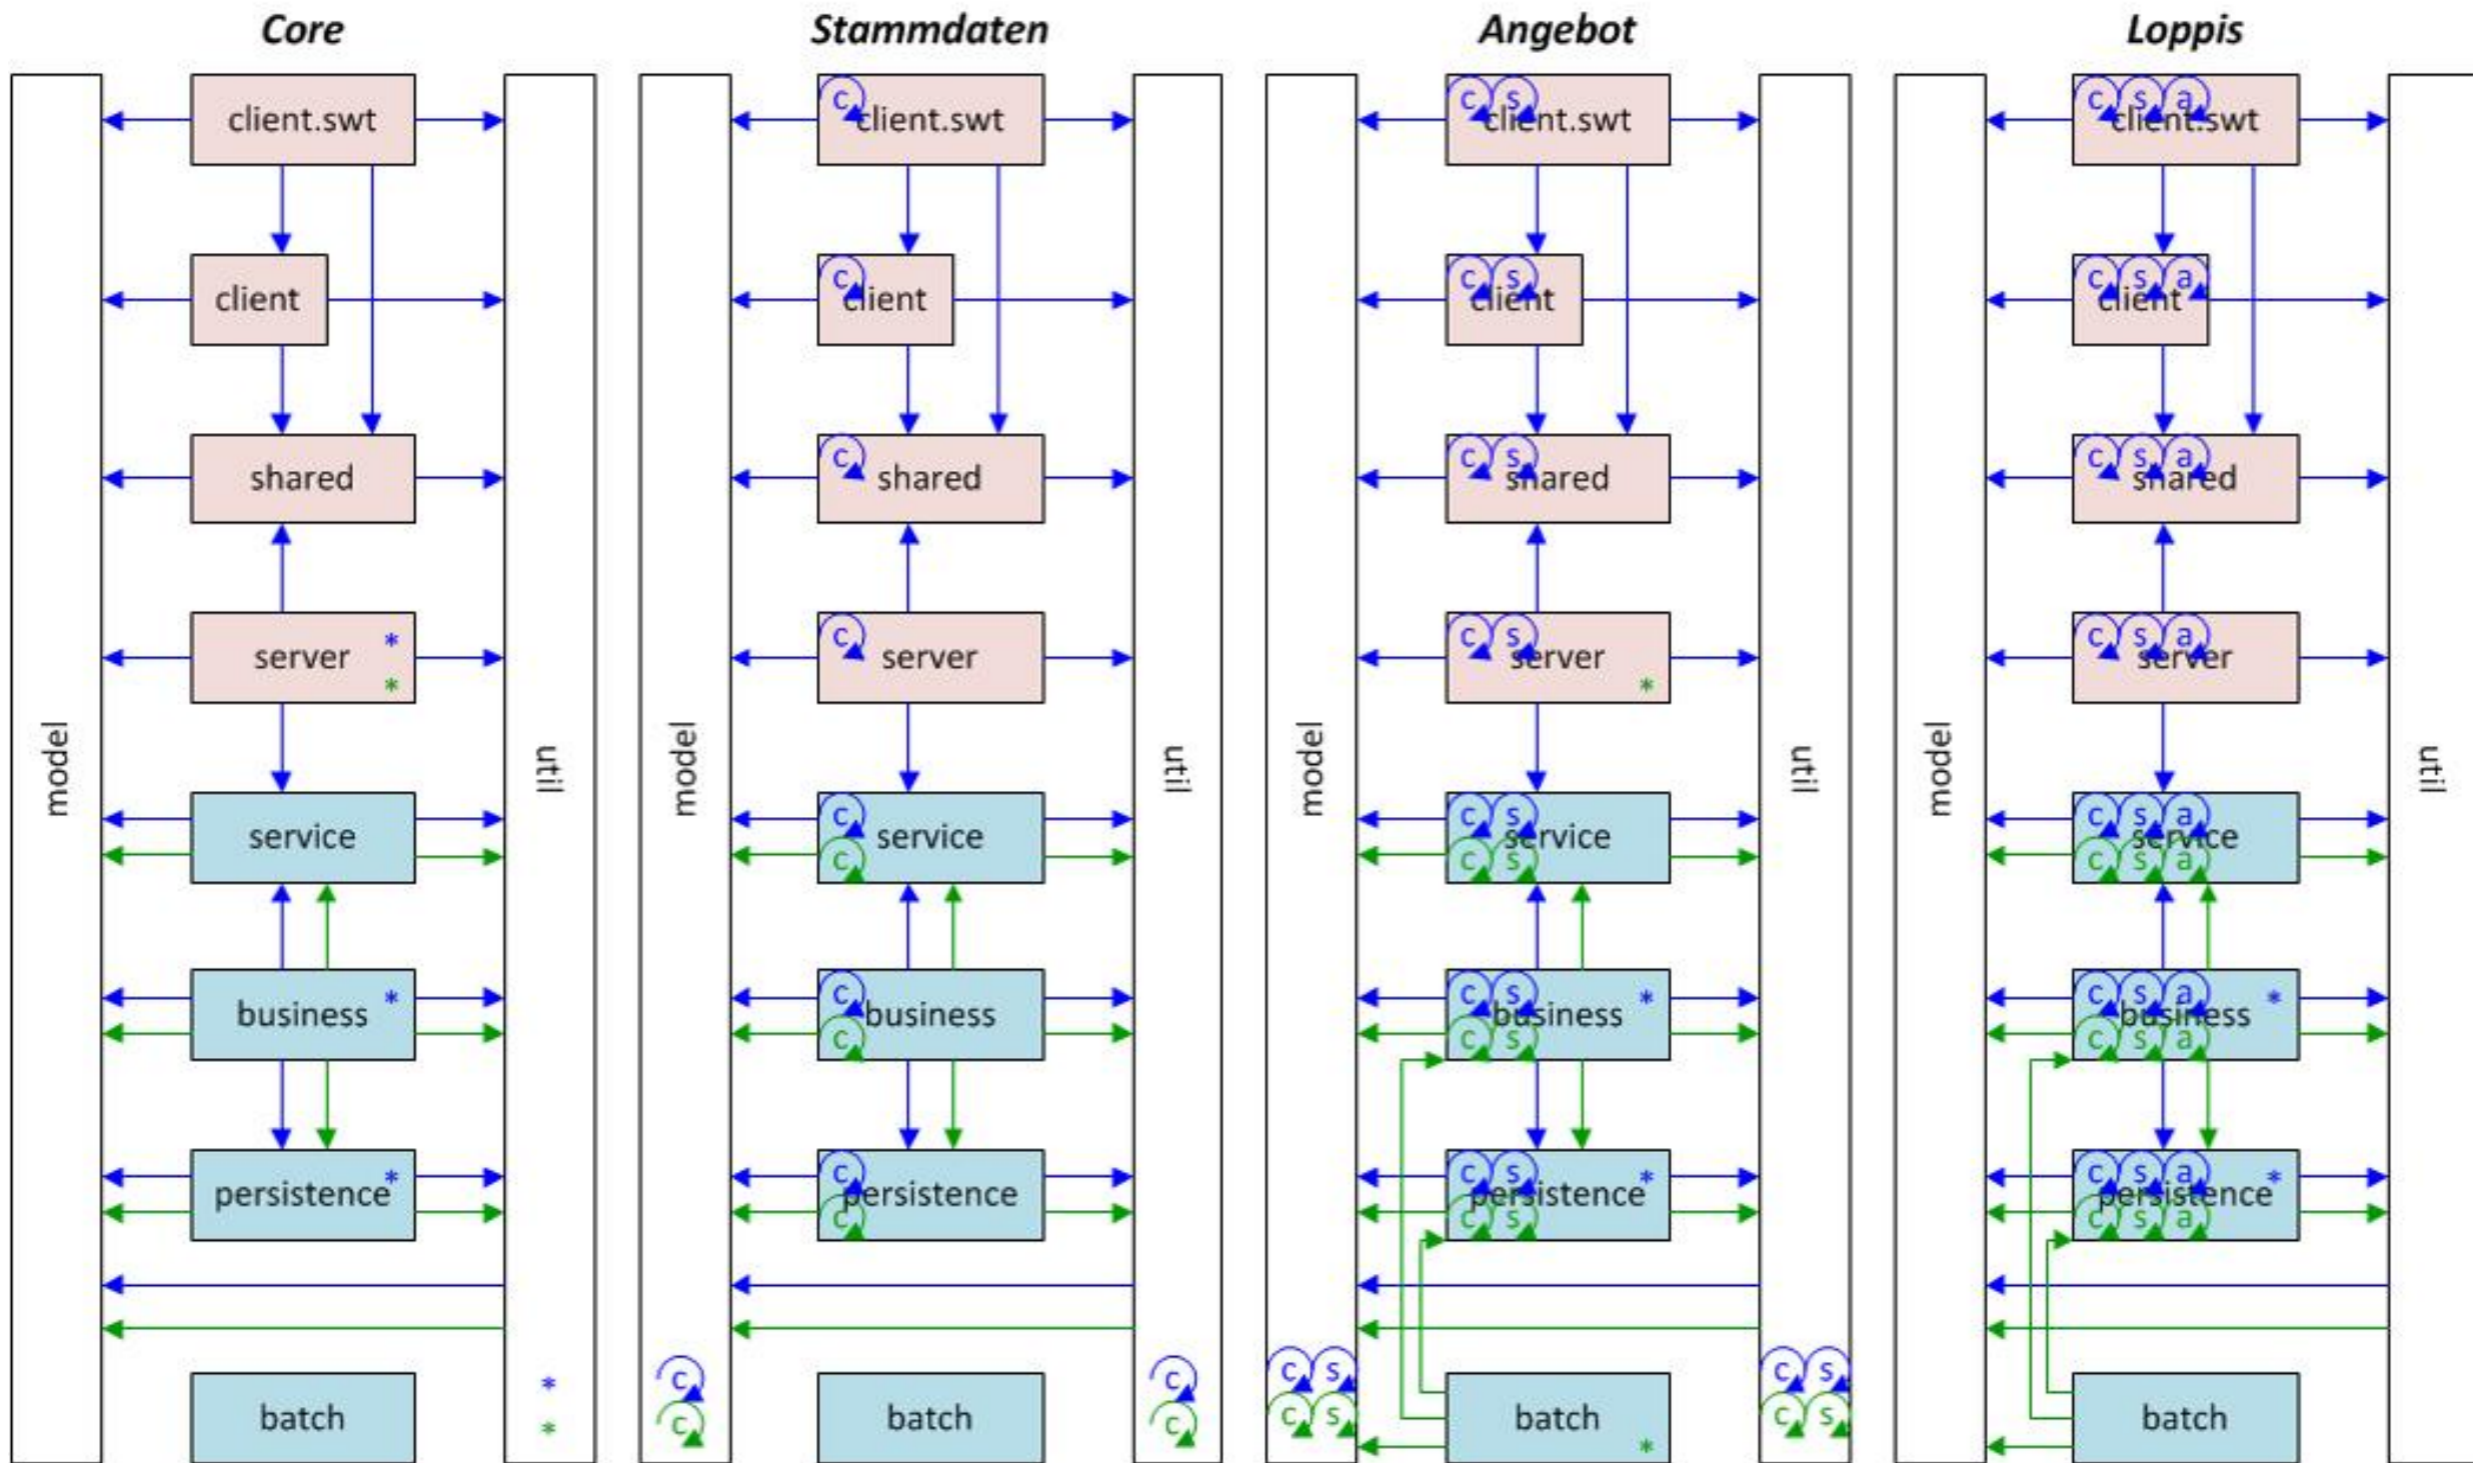 Core
client.swt
client
shared
server
*
*
service
business
*
persistence
*
batch
model
util
*
*
Stammdaten
c
client.swt
c
client
c
shared
c
server
c
service
c
c
business
c
c
persistence
c
batch
model
c
c
util
c
c
Angebot
c s
client.swt
c s
client
c s
shared
c s
server
*
c s
service
c s
c s
business
*
c s
c s
persistence
*
c s
batch
*
model
c s
c s
util
c s
c s
Loppis
c s a
client.swt
c s a
client
c s a
shared
c s a
server
c s a
service
c s a
c s a
business
*
c s a
c s a
persistence
*
c s a
batch
model
util